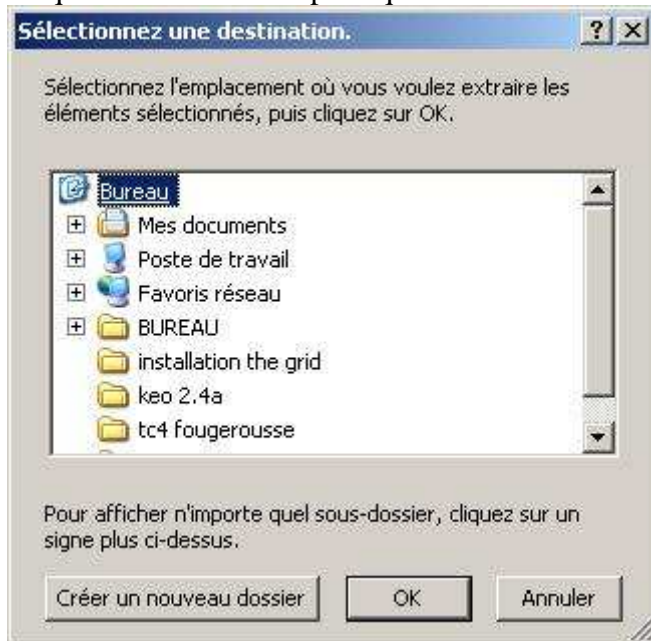 Sélectionnez une destination.
Sélectionnez l'emplacement où vous voulez extraire les
éléments sélectionnés, puis cliquez sur OK.
Bureau
Mes documents
Poste de travail
Favoris réseau
BUREAU
installation the grid
keo 2.4a
tc4 fougerousse
Pour afficher n'importe quel sous-dossier, cliquez sur un
signe plus ci-dessus.
Créer un nouveau dossier OK Annuler